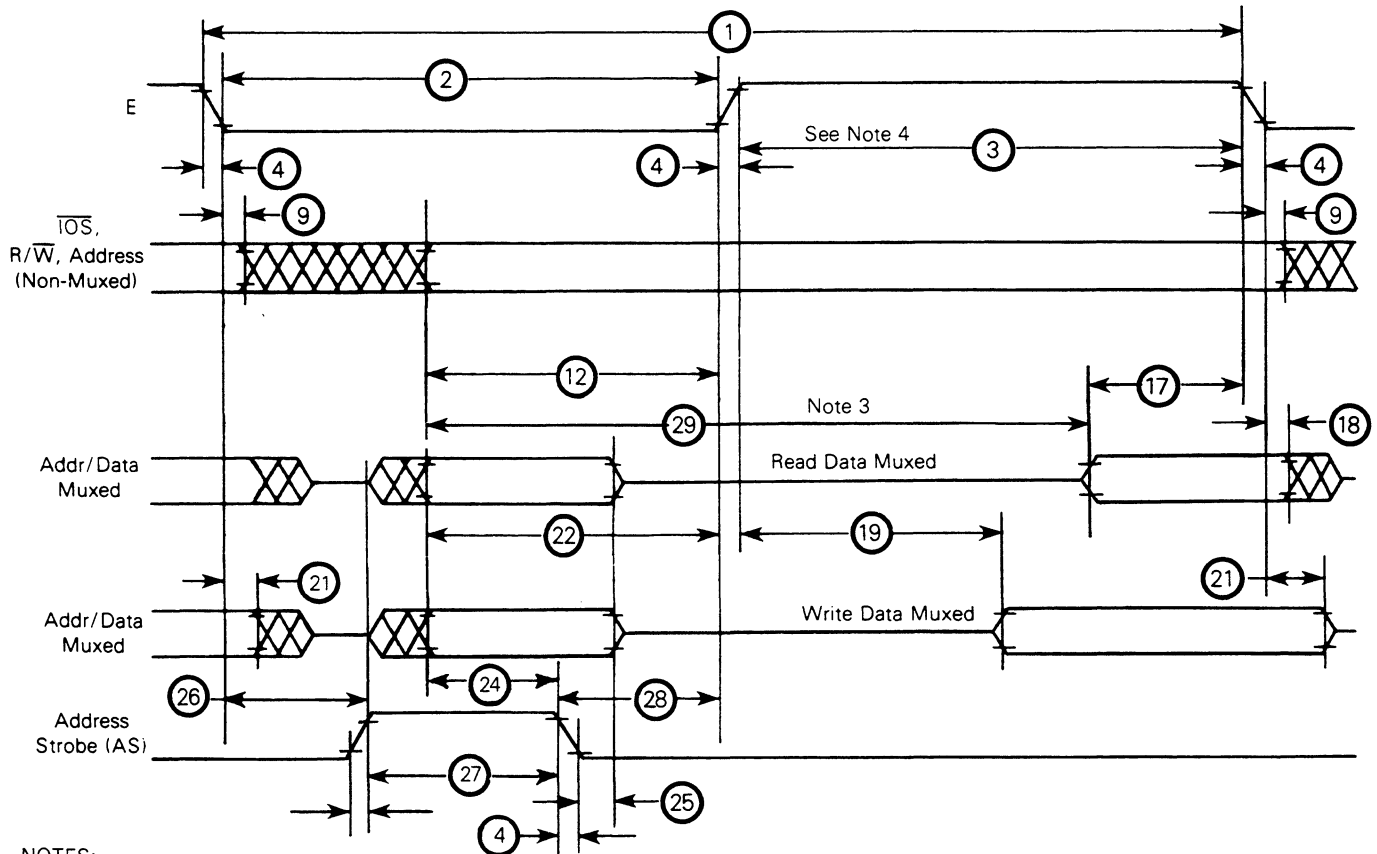 1
2
E
See Note 4
3
4
4
4
9
9
I̅O̅S̅,
R/W̅, Address
(Non-Muxed)
12
17
Note 3
29
18
Addr/Data
Muxed
Read Data Muxed
22
19
21
21
Addr/Data
Muxed
Write Data Muxed
26
24
28
Address
Strobe (AS)
27
25
4
NOTES: